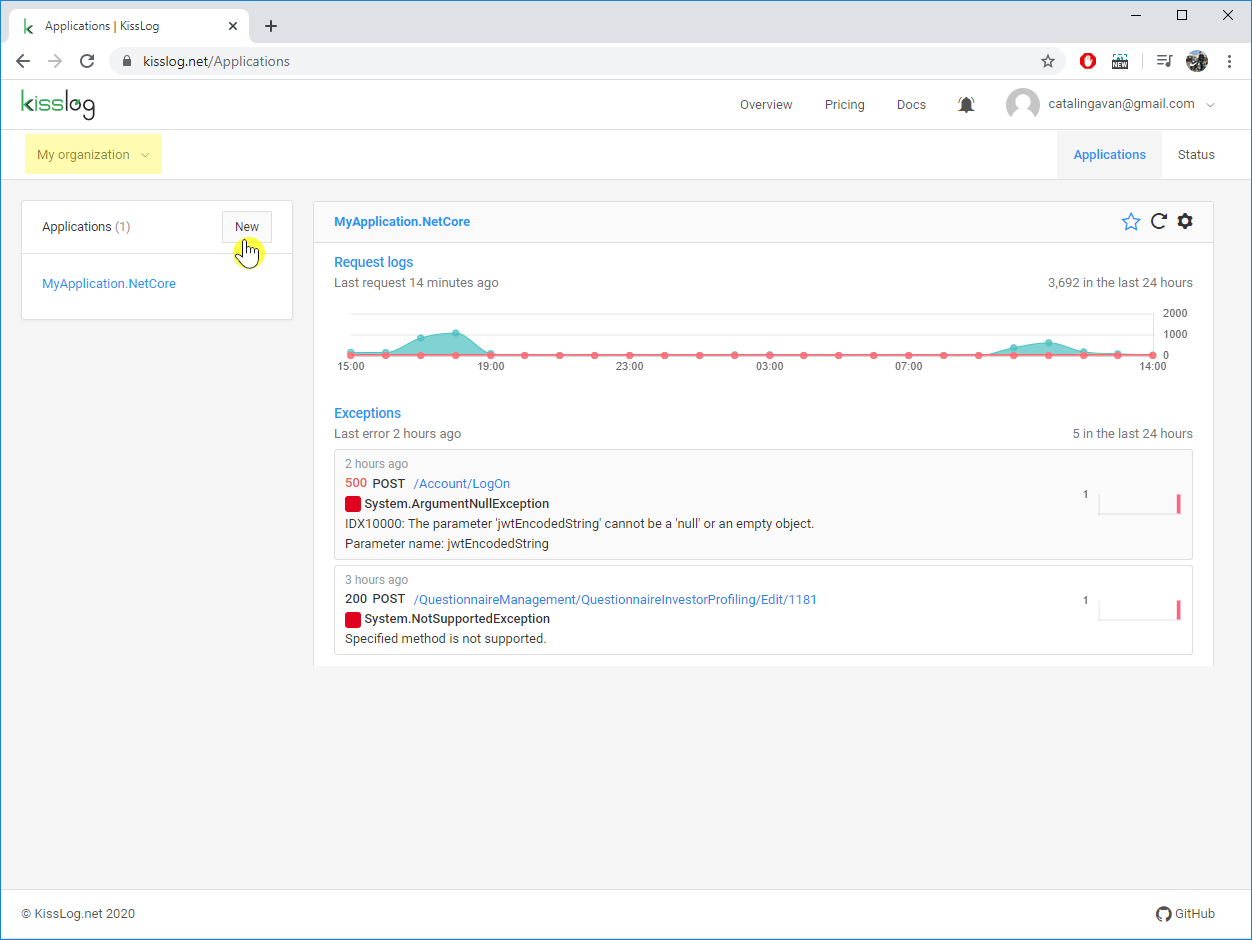 Applications | KissLog
kisslog.net/Applications
NEW
kisslog
Overview
Pricing
Docs
catalingavan@gmail.com
My organization
Applications
Status
Applications (1)
New
MyApplication.NetCore
MyApplication.NetCore
Request logs
Last request 14 minutes ago
3,692 in the last 24 hours
2000
1000
0
15:00 19:00 23:00 03:00 07:00 14:00
Exceptions
Last error 2 hours ago
5 in the last 24 hours
2 hours ago
500 POST /Account/LogOn
System.ArgumentNullException
IDX10000: The parameter 'jwtEncodedString' cannot be a 'null' or an empty object.
Parameter name: jwtEncodedString
1
3 hours ago
200 POST /QuestionnaireManagement/QuestionnaireInvestorProfiling/Edit/1181
System.NotSupportedException
Specified method is not supported.
1
© KissLog.net 2020
GitHub